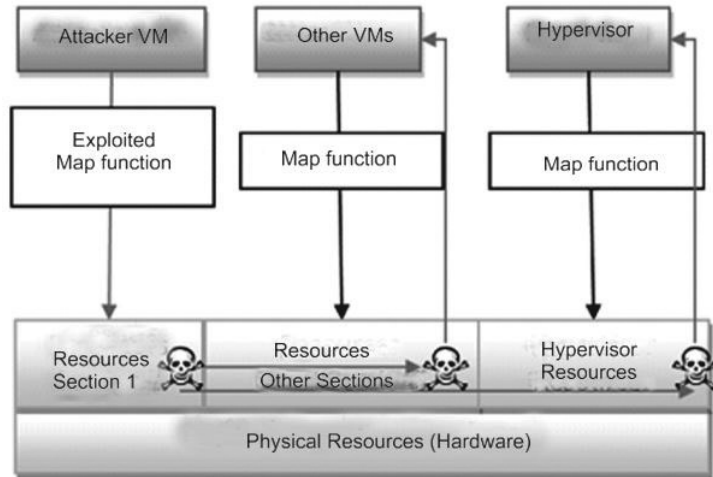 Attacker VM
Other VMs
Hypervisor
Exploited
Map function
Map function
Map function
Resources
Section 1
Resources
Other Sections
Hypervisor
Resources
Physical Resources (Hardware)